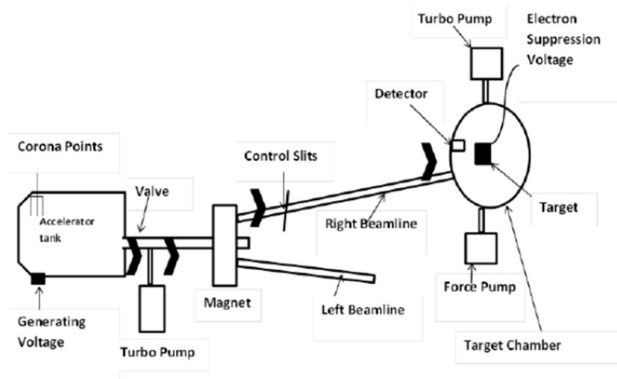 Turbo Pump
Electron
Suppression
Voltage
Detector
Corona Points
Control Slits
Valve
Accelerator
tank
Right Beamline
Target
Magnet
Force Pump
Left Beamline
Generating
Voltage
Turbo Pump
Target Chamber